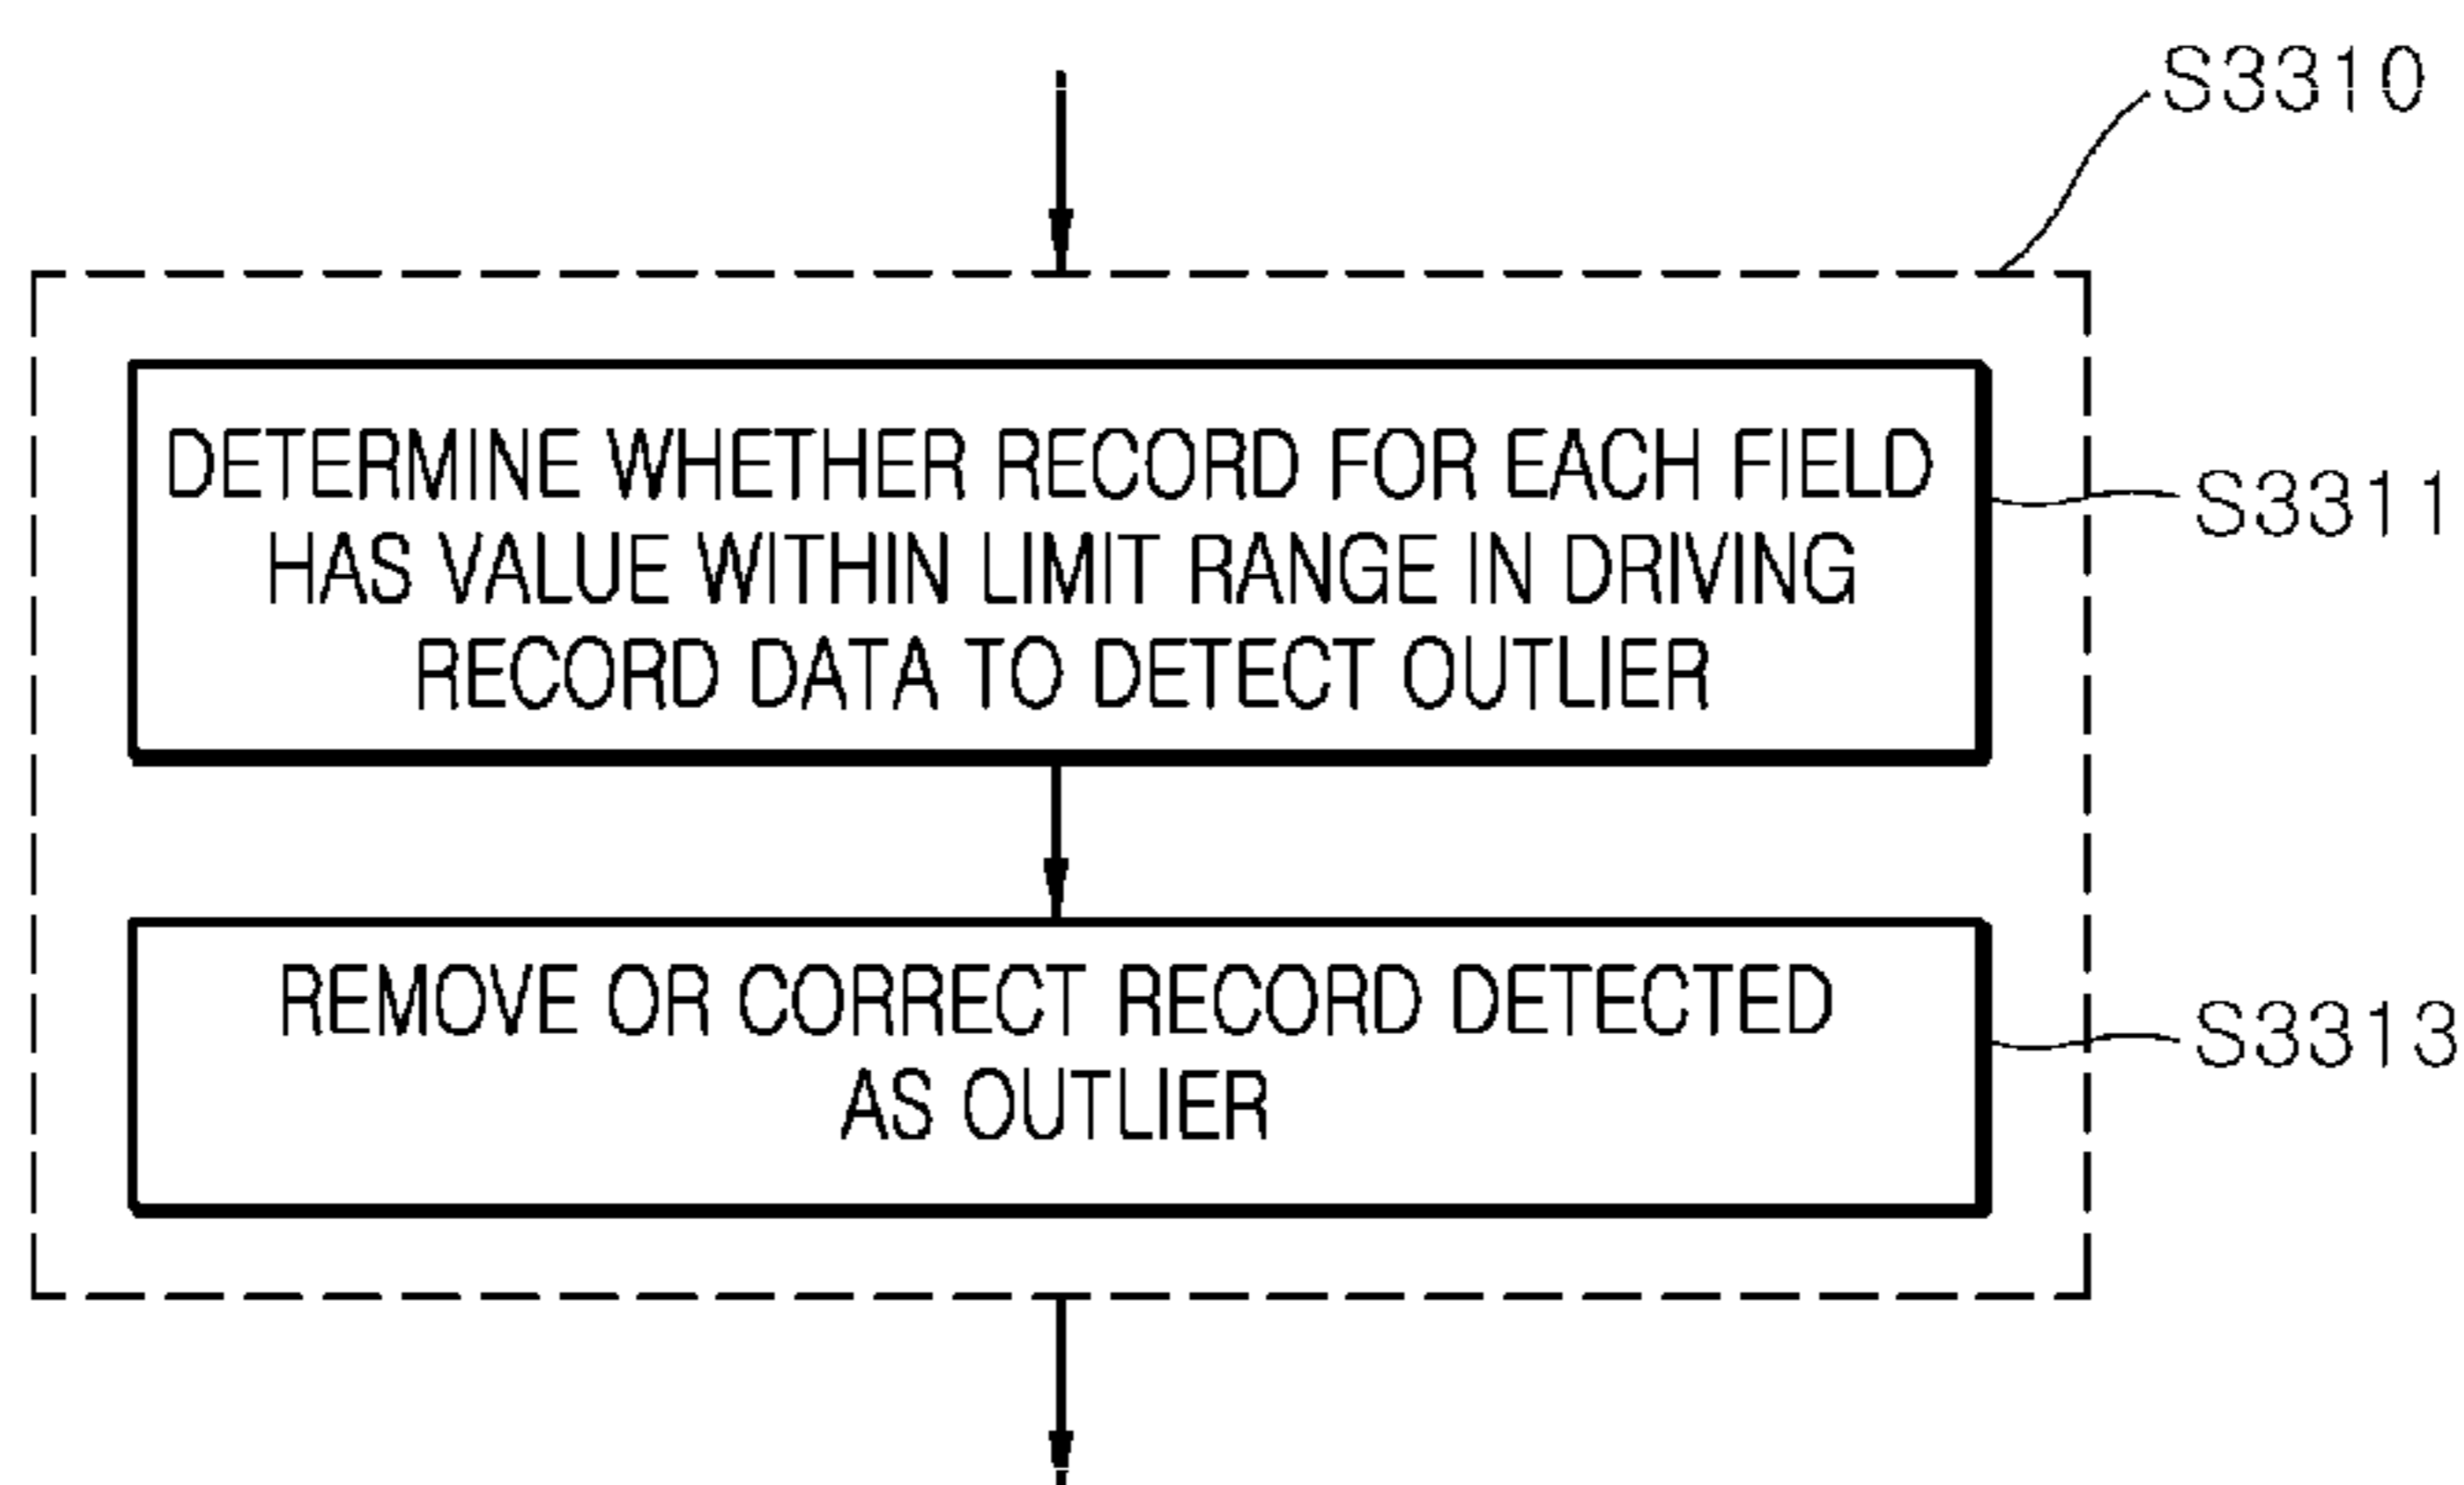 S3310
DETERMINE WHETHER RECORD FOR EACH FIELD
HAS VALUE WITHIN LIMIT RANGE IN DRIVING
RECORD DATA TO DETECT OUTLIER
S3311
REMOVE OR CORRECT RECORD DETECTED
AS OUTLIER
S3313